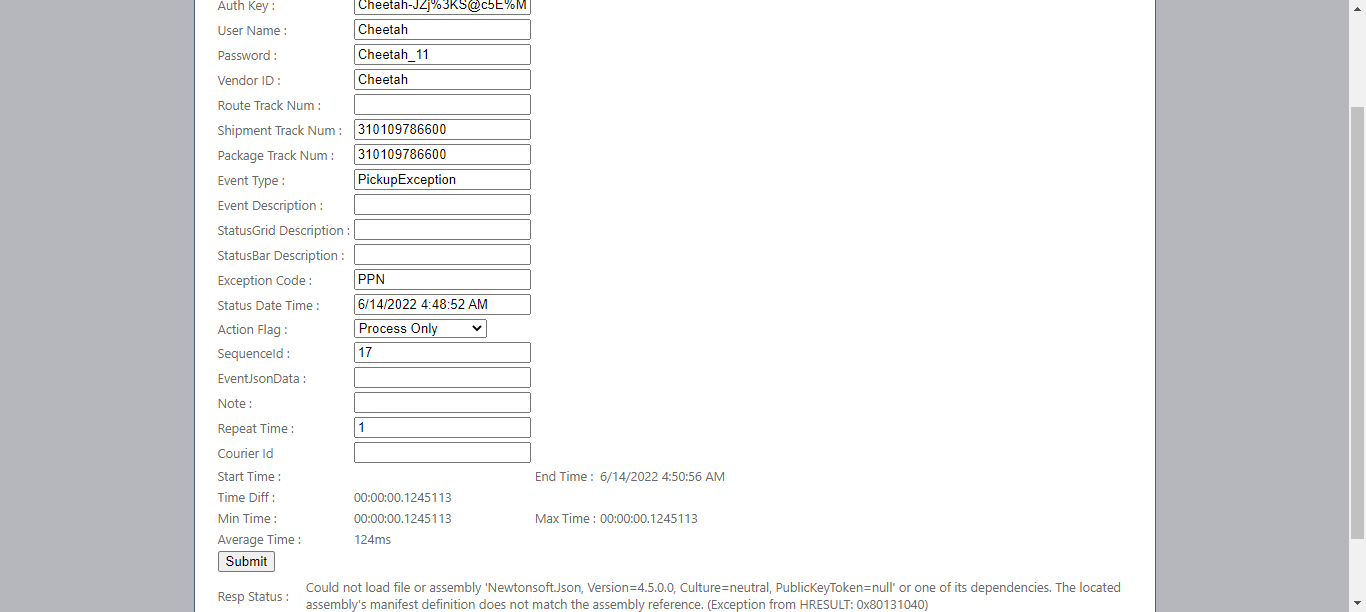 Auth Key : Cheetah-JZj%3KS@c5E%M
User Name : Cheetah
Password : Cheetah_11
Vendor ID : Cheetah
Route Track Num :
Shipment Track Num : 310109786600
Package Track Num : 310109786600
Event Type : PickupException
Event Description :
StatusGrid Description :
StatusBar Description :
Exception Code : PPN
Status Date Time : 6/14/2022 4:48:52 AM
Action Flag : Process Only
SequenceId : 17
EventJsonData :
Note :
Repeat Time : 1
Courier Id
Start Time : End Time : 6/14/2022 4:50:56 AM
Time Diff : 00:00:00.1245113
Min Time : 00:00:00.1245113 Max Time : 00:00:00.1245113
Average Time : 124ms
Submit
Resp Status : Could not load file or assembly 'Newtonsoft.Json, Version=4.5.0.0, Culture=neutral, PublicKeyToken=null' or one of its dependencies. The located
assembly's manifest definition does not match the assembly reference. (Exception from HRESULT: 0x80131040)